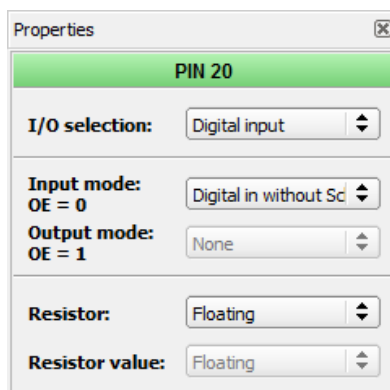 Properties
PIN 20
I/O selection: Digital input
Input mode:
OE = 0
Digital in without Sc
Output mode:
OE = 1
None
Resistor: Floating
Resistor value: Floating